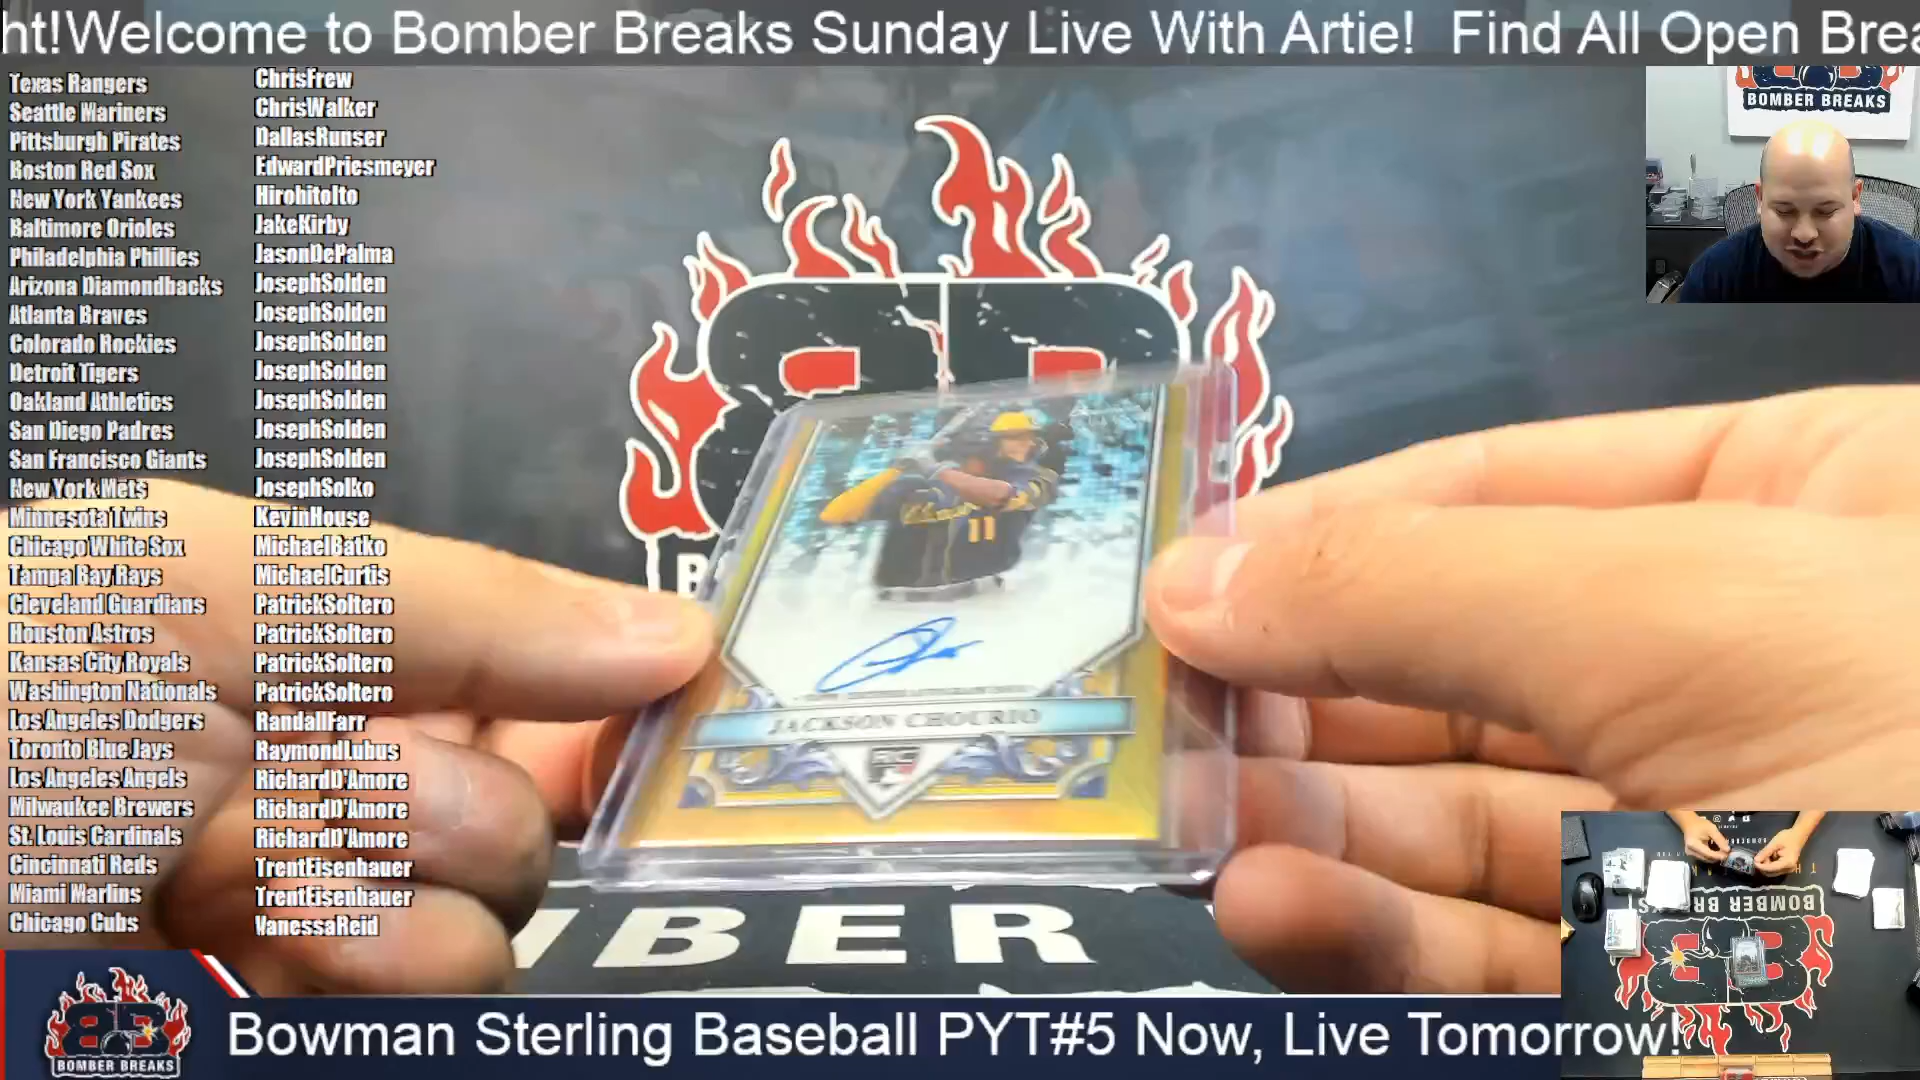 ht!Welcome to Bomber Breaks Sunday Live With Artie!  Find All Open Brea
Texas Rangers ChrisFrew
Seattle Mariners ChrisWalker
Pittsburgh Pirates DallasRunser
Boston Red Sox EdwardPriesmeyer
New York Yankees HirohitoIto
Baltimore Orioles JakeKirby
Philadelphia Phillies JasonDePalma
Arizona Diamondbacks JosephSolden
Atlanta Braves JosephSolden
Colorado Rockies JosephSolden
Detroit Tigers JosephSolden
Oakland Athletics JosephSolden
San Diego Padres JosephSolden
San Francisco Giants JosephSolden
New York Mets JosephSolko
Minnesota Twins KevinHouse
Chicago White Sox MichaelBatko
Tampa Bay Rays MichaelCurtis
Cleveland Guardians PatrickSoltero
Houston Astros PatrickSoltero
Kansas City Royals PatrickSoltero
Washington Nationals PatrickSoltero
Los Angeles Dodgers RandallFarr
Toronto Blue Jays RaymondLubus
Los Angeles Angels RichardD'Amore
Milwaukee Brewers RichardD'Amore
St. Louis Cardinals RichardD'Amore
Cincinnati Reds TrentEisenhauer
Miami Marlins TrentEisenhauer
Chicago Cubs VanessaReid
BOMBER BREAKS
11
JACKSON CHOURIO
RC
B
MBER
BOMBER BR
BOMBER BREAKS
Bowman Sterling Baseball PYT#5 Now, Live Tomorrow!